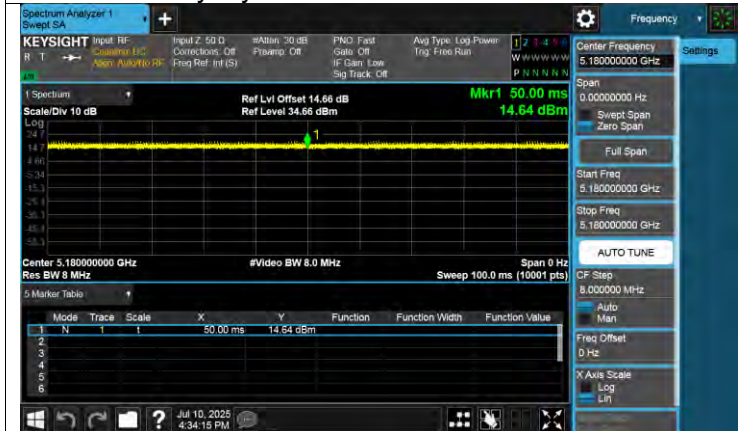 Spectrum Analyzer 1
Swept SA
+
Frequency
KEYSIGHT
R T
Input: RF
Coupling: DC
Align: Auto/No RF
Input Z: 50 Ω
Corrections: Off
Freq Ref: Int (S)
#Atten: 30 dB
Preamp: Off
PNO: Fast
Gate: Off
IF Gain: Low
Sig Track: Off
Avg Type: Log-Power
Trig: Free Run
1 2 3 4 5 6
W W W W W W
P N N N N N
Center Frequency
5.180000000 GHz
Settings
Span
0.00000000 Hz
Swept Span
Zero Span
Full Span
Start Freq
5.180000000 GHz
Stop Freq
5.180000000 GHz
AUTO TUNE
CF Step
8.000000 MHz
Auto
Man
Freq Offset
0 Hz
X Axis Scale
Log
Lin
1 Spectrum
Scale/Div 10 dB
Ref Lvl Offset 14.66 dB
Ref Level 34.66 dBm
Mkr1 50.00 ms
14.64 dBm
Log
24.7
14.7
4.66
-5.34
-15.3
-25.3
-35.3
-45.3
-55.3
1
Center 5.180000000 GHz
#Video BW 8.0 MHz
Span 0 Hz
Res BW 8 MHz
Sweep 100.0 ms (10001 pts)
5 Marker Table
Mode Trace Scale X Y Function Function Width Function Value
1 N 1 t 50.00 ms 14.64 dBm
2
3
4
5
6
?
Jul 10, 2025
4:34:15 PM